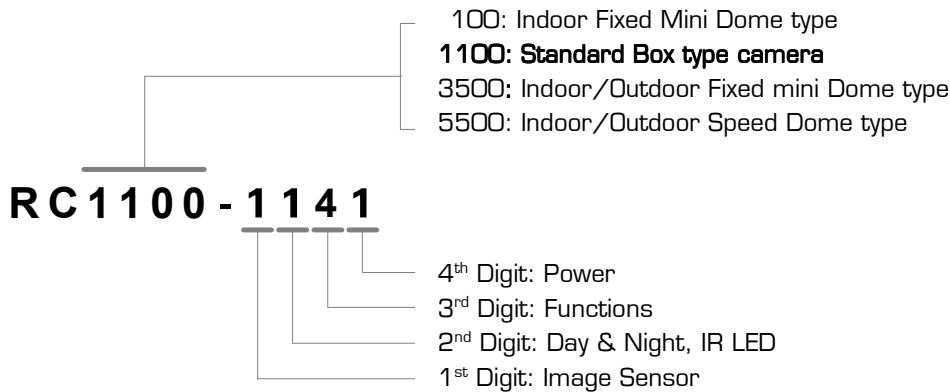 100: Indoor Fixed Mini Dome type
1100: Standard Box type camera
3500: Indoor/Outdoor Fixed mini Dome type
5500: Indoor/Outdoor Speed Dome type
RC1100-1141
4th Digit: Power
3rd Digit: Functions
2nd Digit: Day & Night, IR LED
1st Digit: Image Sensor